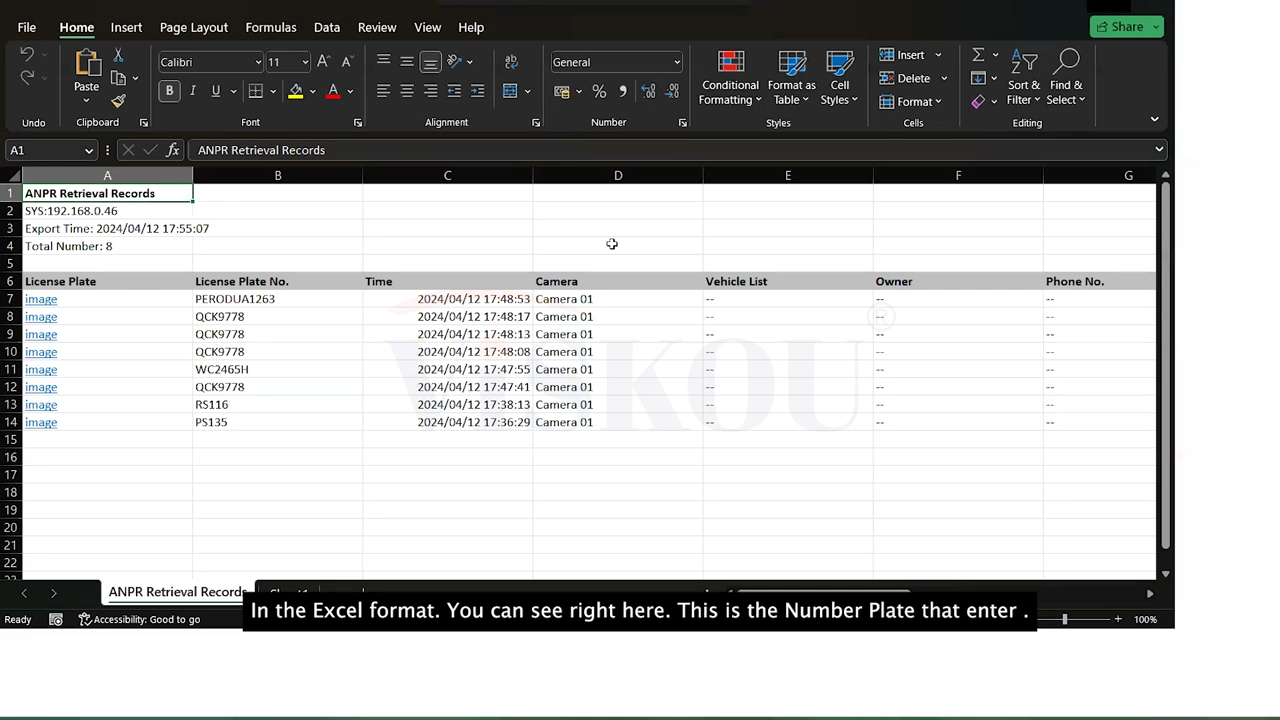 File Home Insert Page Layout Formulas Data Review View Help Share
Calibri 11 General
Paste
B I U A
Conditional Formatting Format as Table Cell Styles
Insert
Delete
Format
Sort & Filter Find & Select
Undo Clipboard Font Alignment Number Styles Cells Editing
A1 fx ANPR Retrieval Records
A B C D E F G
1 ANPR Retrieval Records
2 SYS:192.168.0.46
3 Export Time: 2024/04/12 17:55:07
4 Total Number: 8
5
6 License Plate License Plate No. Time Camera Vehicle List Owner Phone No.
7 image PERODUA1263 2024/04/12 17:48:53 Camera 01 -- -- --
8 image QCK9778 2024/04/12 17:48:17 Camera 01 -- -- --
9 image QCK9778 2024/04/12 17:48:13 Camera 01 -- -- --
10 image QCK9778 2024/04/12 17:48:08 Camera 01 -- -- --
11 image WC2465H 2024/04/12 17:47:55 Camera 01 -- -- --
12 image QCK9778 2024/04/12 17:47:41 Camera 01 -- -- --
13 image RS116 2024/04/12 17:38:13 Camera 01 -- -- --
14 image PS135 2024/04/12 17:36:29 Camera 01 -- -- --
15
16
17
18
19
20
21
22
ANPR Retrieval Records
In the Excel format. You can see right here. This is the Number Plate that enter .
Ready Accessibility: Good to go 100%